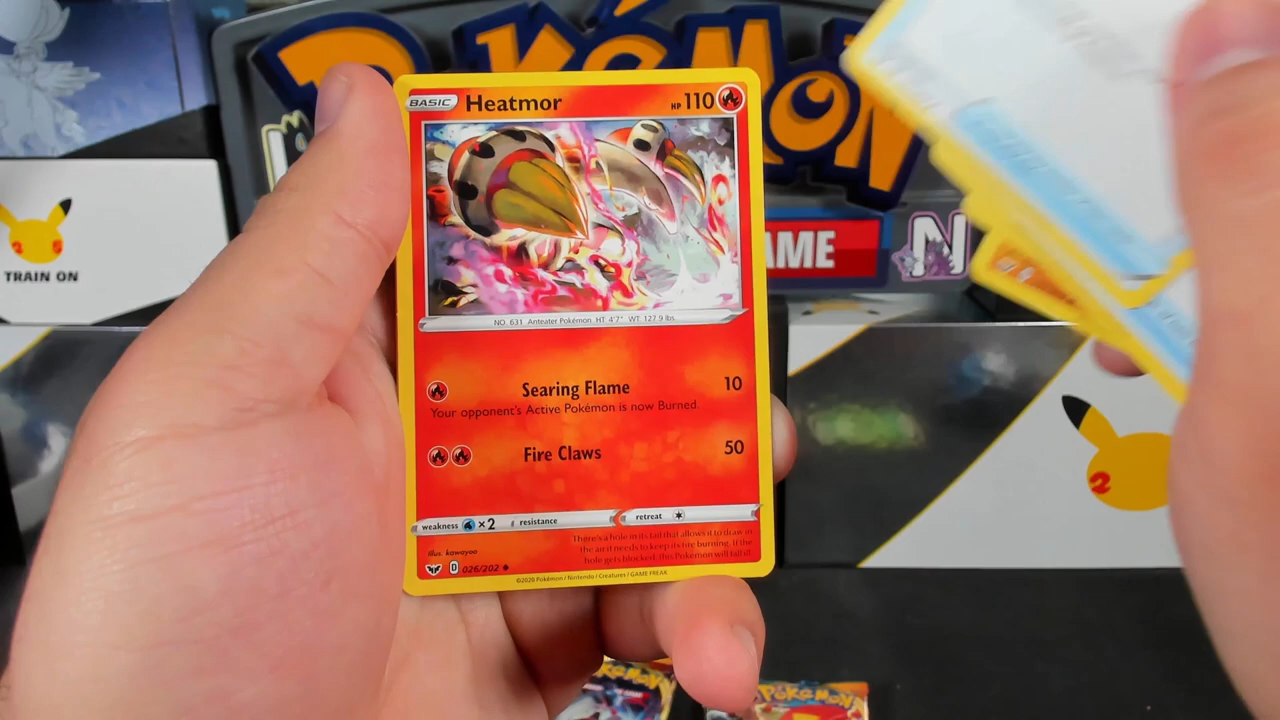 POKÉMON
GAME
N
TRAIN ON
BASIC Heatmor HP 110
NO. 631 Anteater Pokémon HT 4'7" WT 127.9 lbs.
Searing Flame 10
Your opponent's Active Pokémon is now Burned
Fire Claws 50
weakness ×2 resistance retreat
There's a hole in its tail that allows it to draw in
the air it needs to keep its fire burning. If the
hole gets blocked, this Pokémon will fall ill.
Illus. kawayoo
D 026/202
©2020 Pokémon / Nintendo / Creatures / GAME FREAK
POKéMON